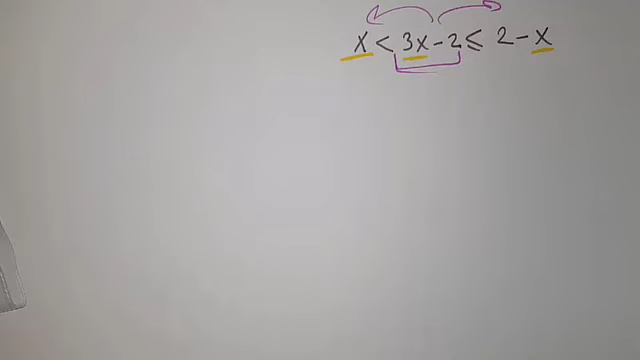 x < 3x - 2 ≤ 2 - x